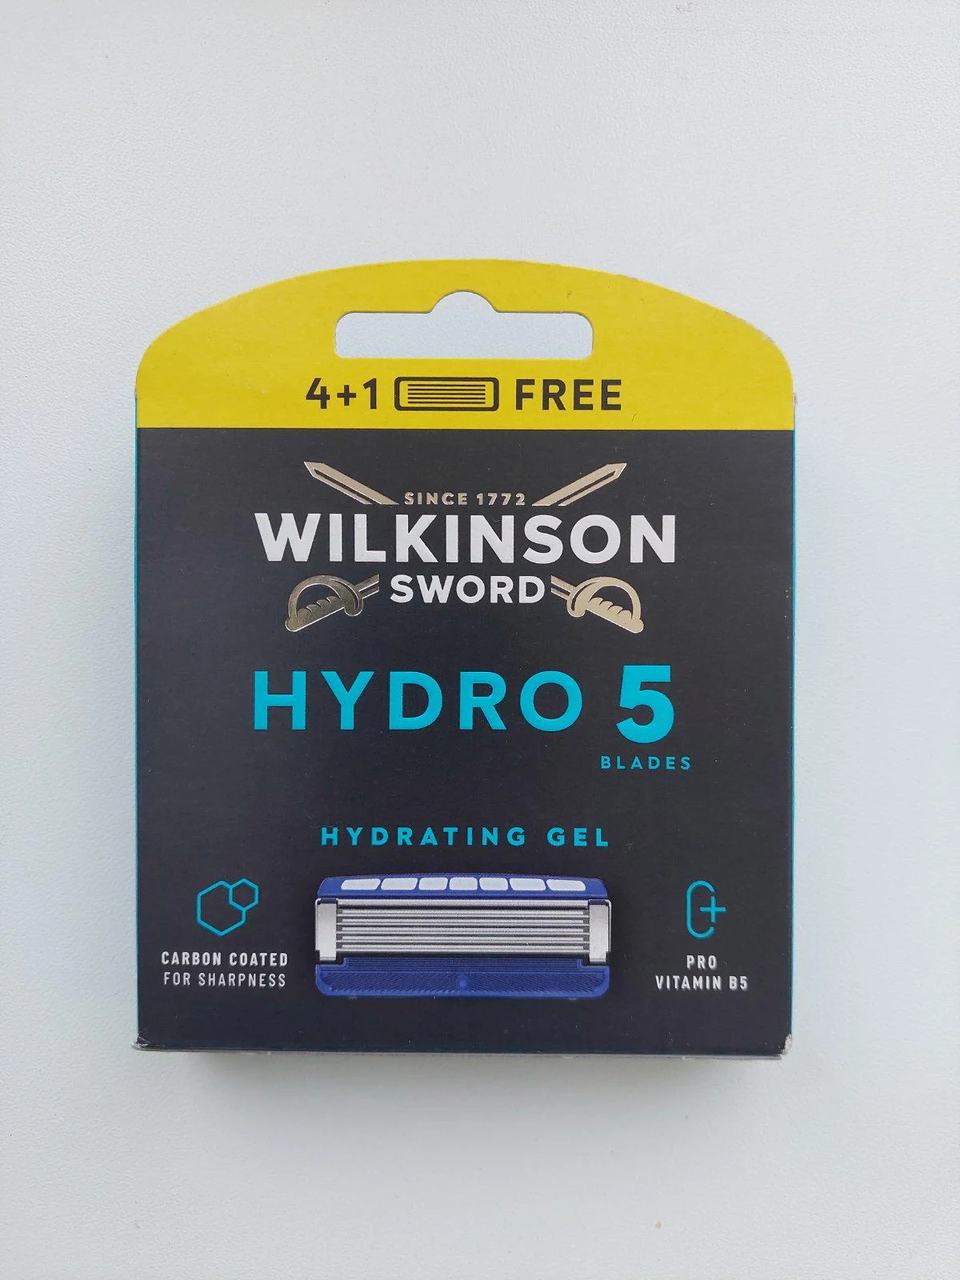 4+1 FREE
SINCE 1772
WILKINSON
SWORD
HYDRO 5
BLADES
HYDRATING GEL
CARBON COATED
FOR SHARPNESS
PRO
VITAMIN B5